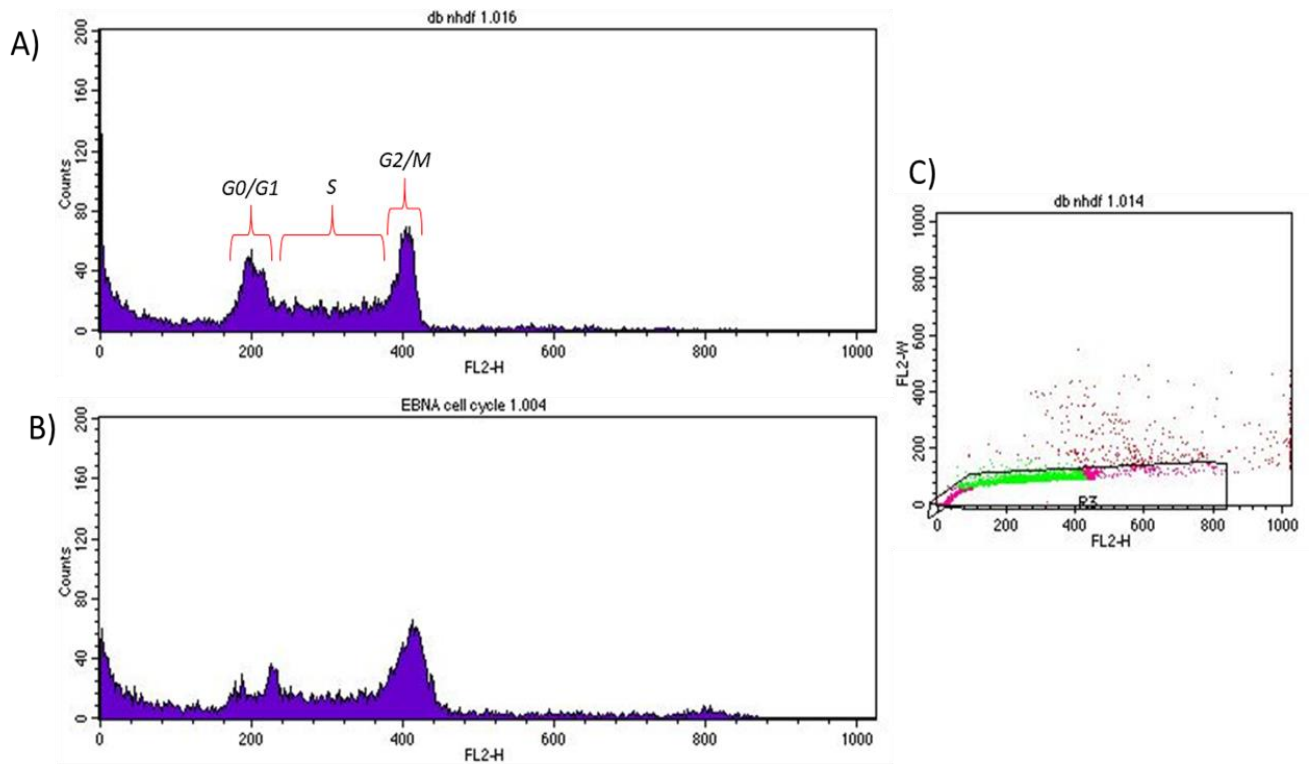 A)
db nhdf 1.016
200
160
120
80
40
0
Counts
G0/G1
S
G2/M
0 200 400 600 800 1000
FL2-H
B)
EBNA cell cycle 1.004
200
160
120
80
40
0
Counts
0 200 400 600 800 1000
FL2-H
C)
db nhdf 1.014
1000
800
600
400
200
0
FL2-W
R3
0 200 400 600 800 1000
FL2-H